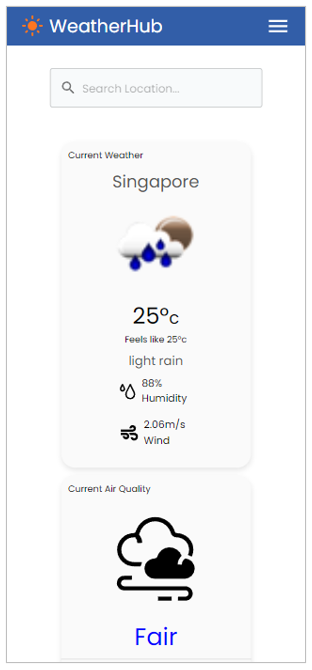 WeatherHub
Search Location...
Current Weather
Singapore
25°c
Feels like 25°c
light rain
88%
Humidity
2.06m/s
Wind
Current Air Quality
Fair